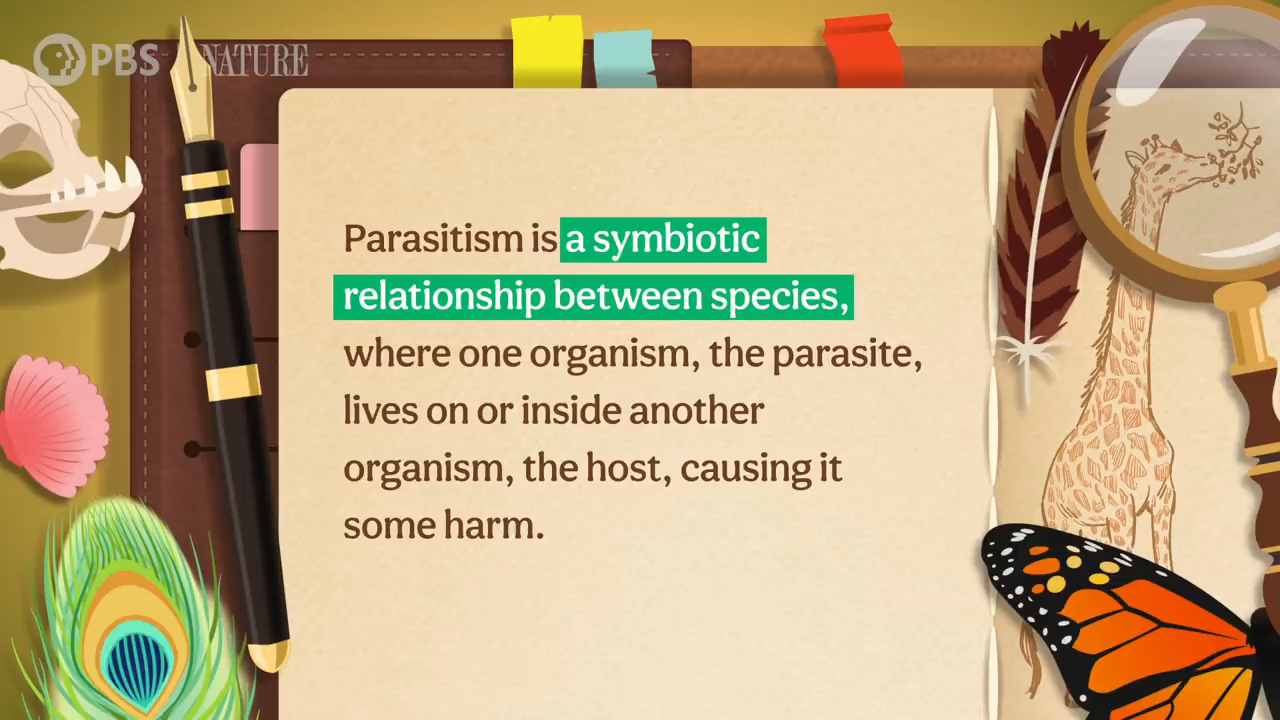 PBS NATURE
Parasitism is a symbiotic
relationship between species,
where one organism, the parasite,
lives on or inside another
organism, the host, causing it
some harm.